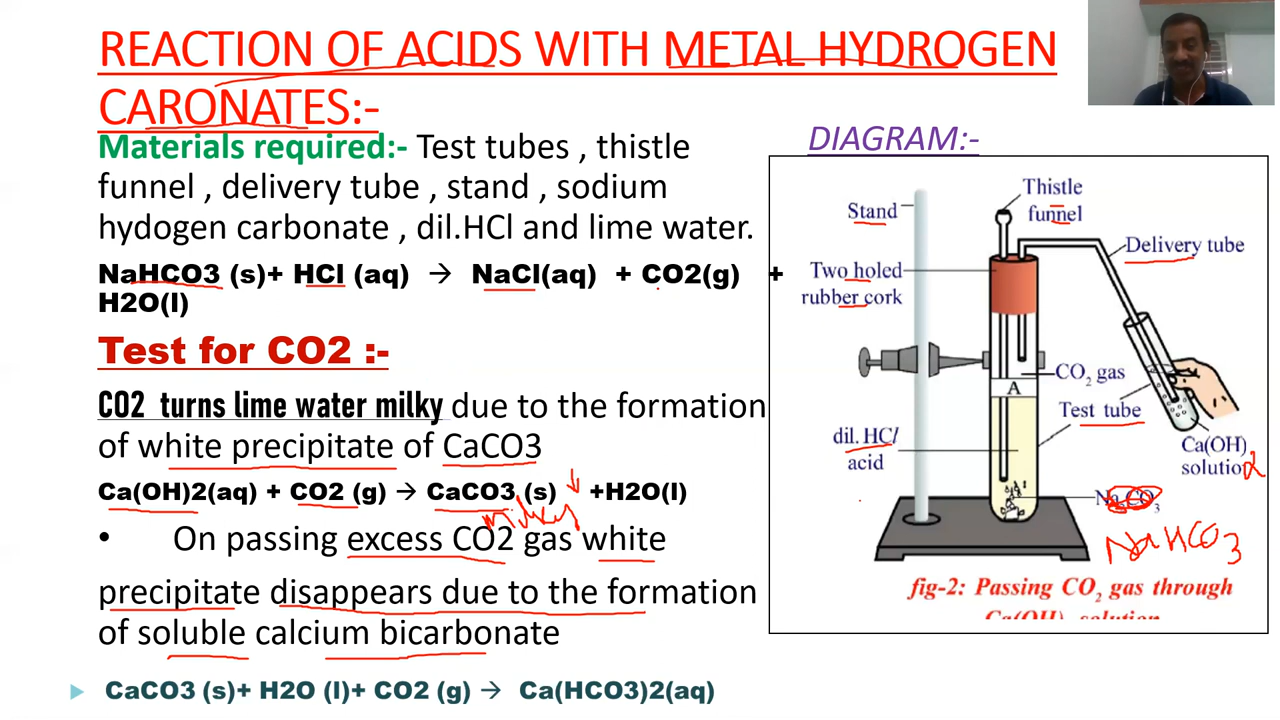 REACTION OF ACIDS WITH METAL HYDROGEN
CARONATES:-
Materials required:- Test tubes , thistle
funnel , delivery tube , stand , sodium
hydogen carbonate , dil.HCl and lime water.
NaHCO3 (s)+ HCl (aq) → NaCl(aq) + CO2(g) +
H2O(l)
Test for CO2 :-
CO2 turns lime water milky due to the formation
of white precipitate of CaCO3
Ca(OH)2(aq) + CO2 (g) → CaCO3 (s) ↓ +H2O(l)
milky
• On passing excess CO2 gas white
precipitate disappears due to the formation
of soluble calcium bicarbonate
► CaCO3 (s)+ H2O (l)+ CO2 (g) → Ca(HCO3)2(aq)
DIAGRAM:-
Thistle
funnel
Stand
Delivery tube
Two holed
rubber cork
CO₂ gas
A
Test tube
dil. HCl
acid
Ca(OH)2
solution
Na₂CO₃
NaHCO3
fig-2: Passing CO₂ gas through
Ca(OH) solution